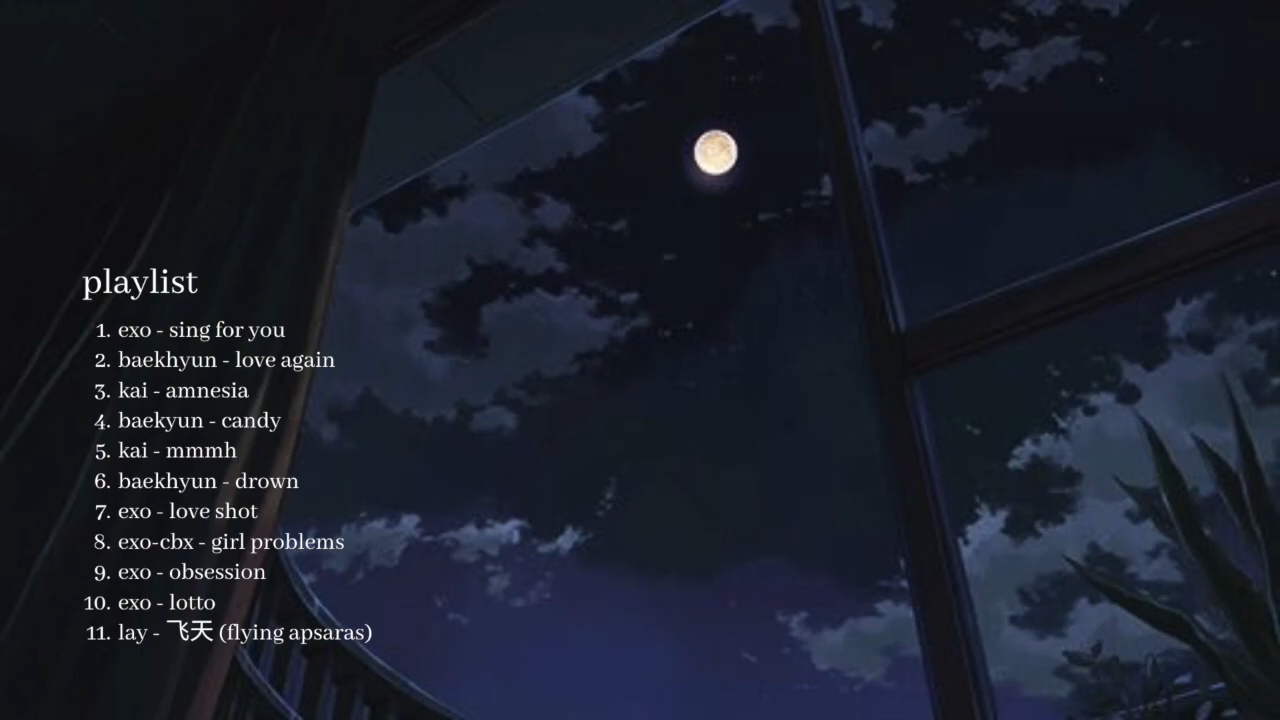 playlist
1. exo - sing for you
2. baekhyun - love again
3. kai - amnesia
4. baekyun - candy
5. kai - mmmh
6. baekhyun - drown
7. exo - love shot
8. exo-cbx - girl problems
9. exo - obsession
10. exo - lotto
11. lay - 飞天 (flying apsaras)